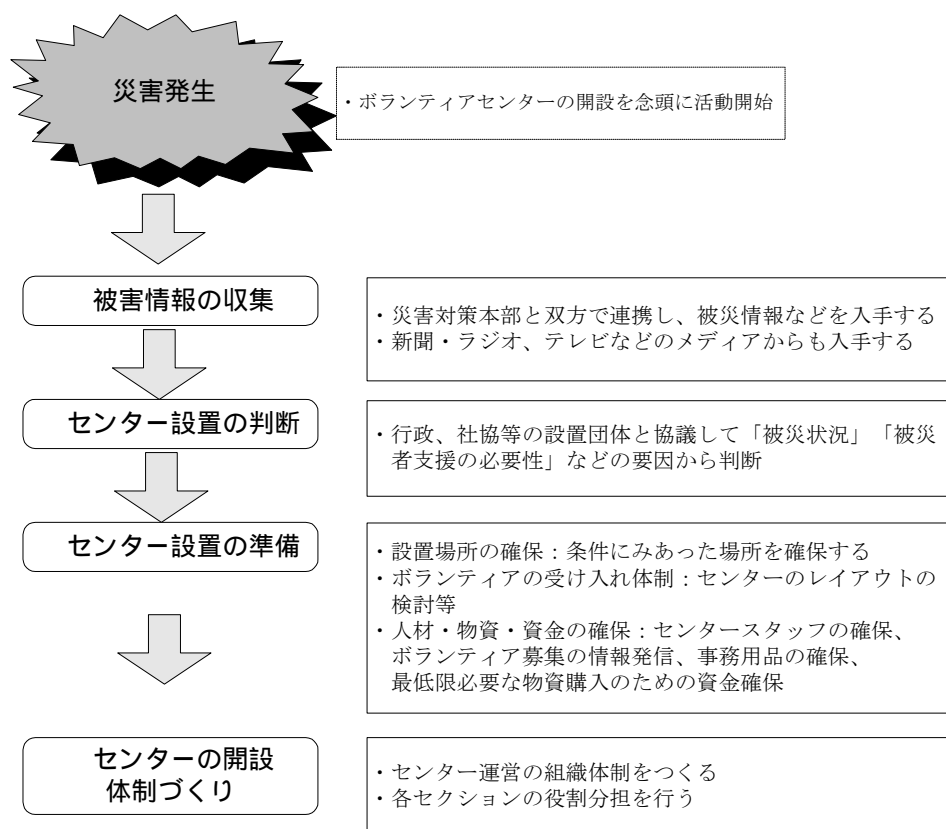 災害発生
・ボランティアセンターの開設を念頭に活動開始
被害情報の収集
・災害対策本部と双方で連携し、被災情報などを入手する
・新聞・ラジオ、テレビなどのメディアからも入手する
センター設置の判断
・行政、社協等の設置団体と協議して「被災状況」「被災
者支援の必要性」などの要因から判断
センター設置の準備
・設置場所の確保：条件にみあった場所を確保する
・ボランティアの受け入れ体制：センターのレイアウトの
検討等
・人材・物資・資金の確保：センタースタッフの確保、
ボランティア募集の情報発信、事務用品の確保、
最低限必要な物資購入のための資金確保
センターの開設
体制づくり
・センター運営の組織体制をつくる
・各セクションの役割分担を行う